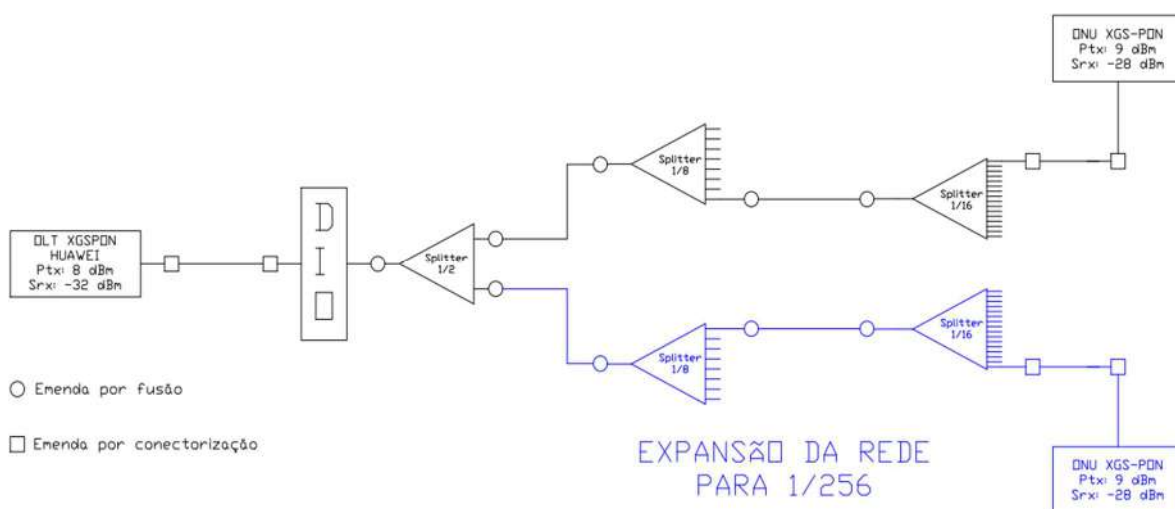 OLT XGSPON
HUAWEI
Ptx: 8 dBm
Srx: -32 dBm
DIO
Splitter
1/2
Splitter
1/8
Splitter
1/16
ONU XGS-PON
Ptx: 9 dBm
Srx: -28 dBm
Splitter
1/8
Splitter
1/16
ONU XGS-PON
Ptx: 9 dBm
Srx: -28 dBm
Emenda por fusão
Emenda por conectorização
EXPANSÃO DA REDE
PARA 1/256